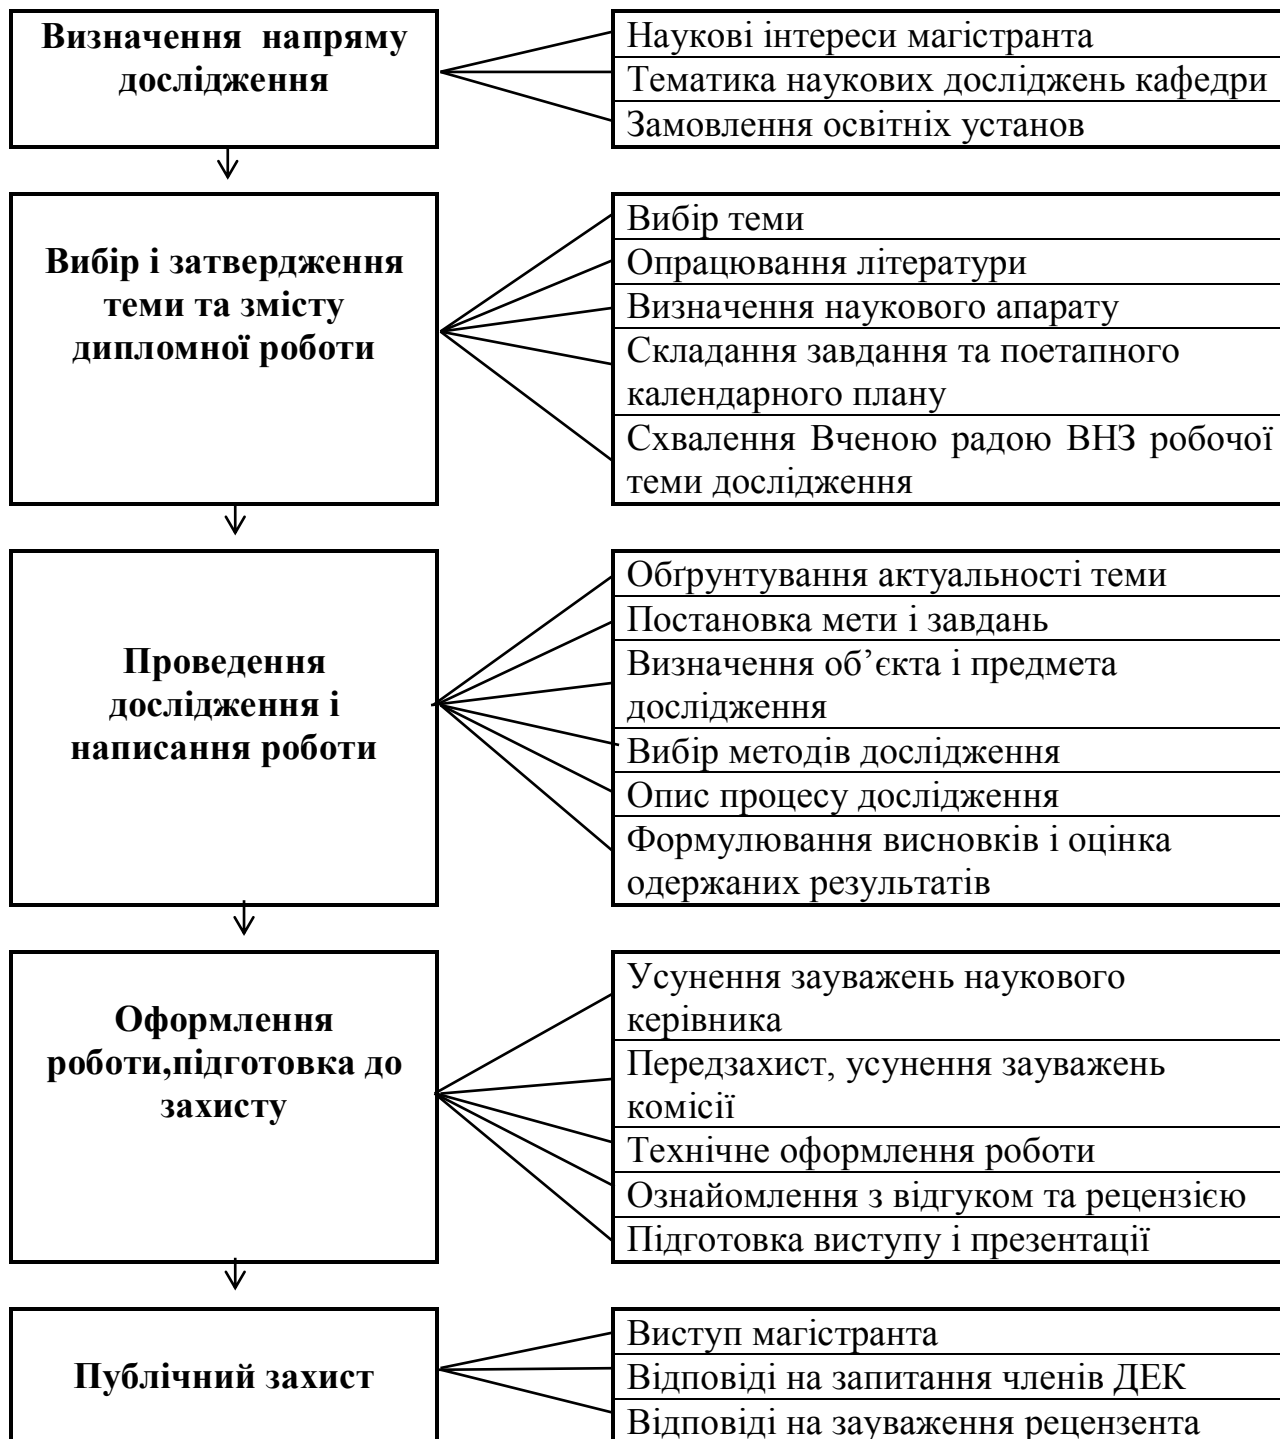 Визначення напряму
дослідження
Наукові інтереси магістранта
Тематика наукових досліджень кафедри
Замовлення освітніх установ
Вибір і затвердження
теми та змісту
дипломної роботи
Вибір теми
Опрацювання літератури
Визначення наукового апарату
Складання завдання та поетапного
календарного плану
Схвалення Вченою радою ВНЗ робочої
теми дослідження
Проведення
дослідження і
написання роботи
Обґрунтування актуальності теми
Постановка мети і завдань
Визначення об’єкта і предмета
дослідження
Вибір методів дослідження
Опис процесу дослідження
Формулювання висновків і оцінка
одержаних результатів
Оформлення
роботи,підготовка до
захисту
Усунення зауважень наукового
керівника
Передзахист, усунення зауважень
комісії
Технічне оформлення роботи
Ознайомлення з відгуком та рецензією
Підготовка виступу і презентації
Публічний захист
Виступ магістранта
Відповіді на запитання членів ДЕК
Відповіді на зауваження рецензента